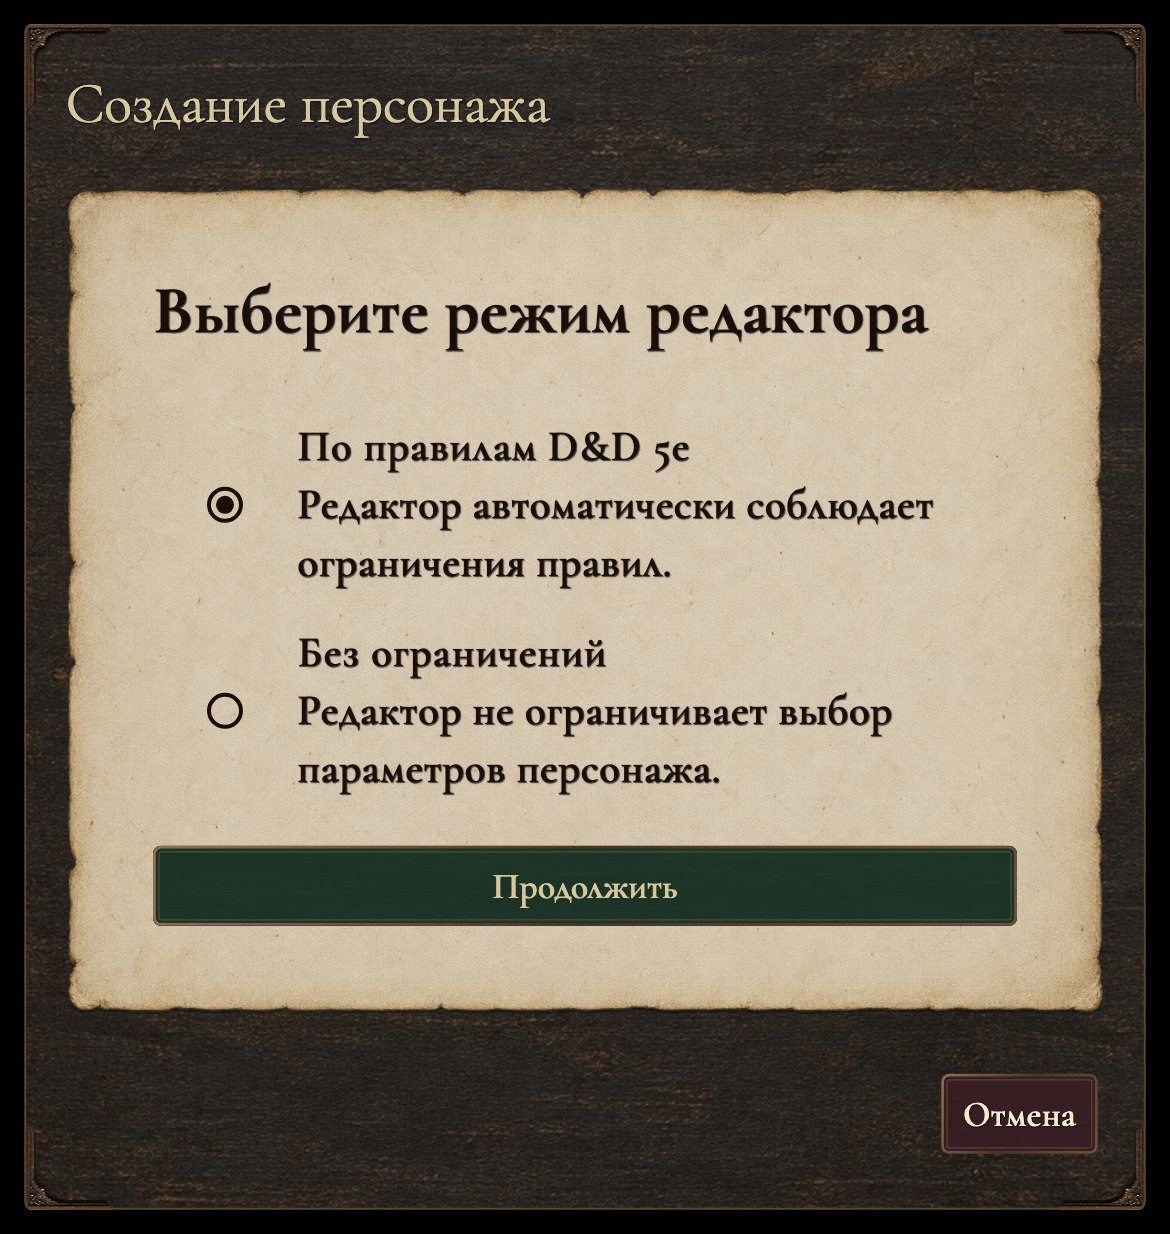 Создание персонажа
Выберите режим редактора
По правилам D&D 5e
Редактор автоматически соблюдает
ограничения правил.
Без ограничений
Редактор не ограничивает выбор
параметров персонажа.
Продолжить
Отмена